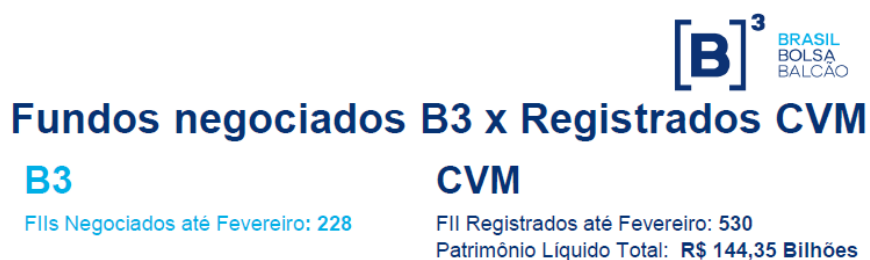 [B]³ BRASIL
BOLSA
BALCÃO
Fundos negociados B3 x Registrados CVM
B3
FIIs Negociados até Fevereiro: 228
CVM
FII Registrados até Fevereiro: 530
Patrimônio Líquido Total: R$ 144,35 Bilhões